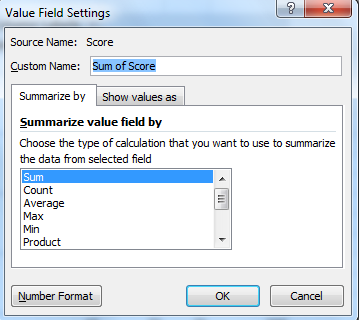 Value Field Settings
Source Name: Score
Custom Name: Sum of Score
Summarize by Show values as
Summarize value field by
Choose the type of calculation that you want to use to summarize
the data from selected field
Sum
Count
Average
Max
Min
Product
Number Format OK Cancel